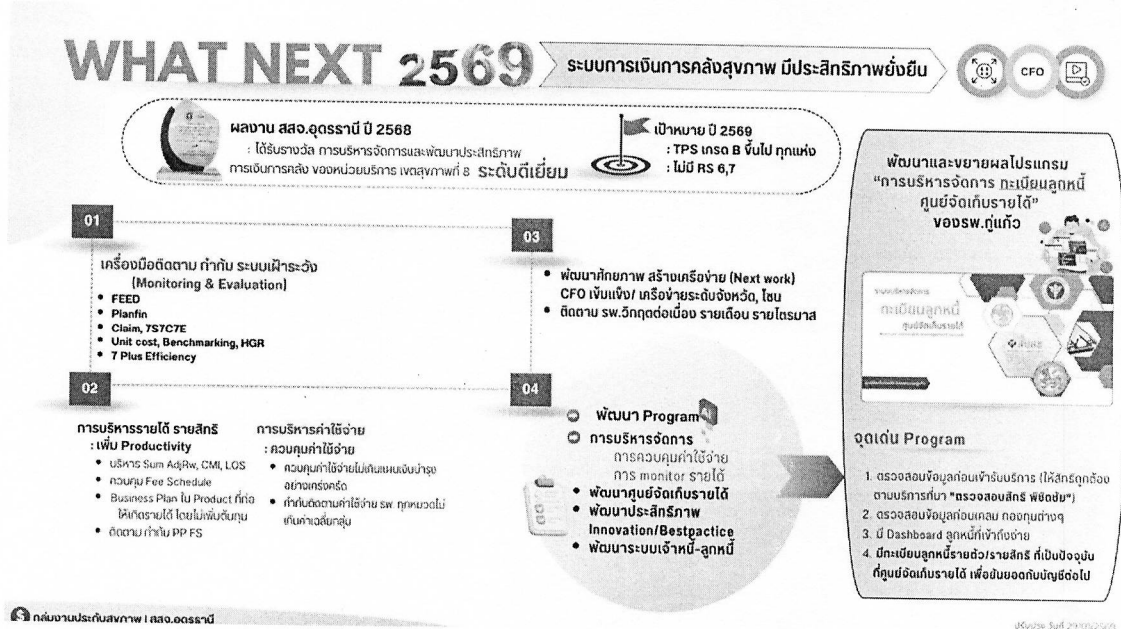 WHAT NEXT 2569
ระบบการเงินการคลังสุขภาพ มีประสิทธิภาพยั่งยืน
CFO
ผลงาน สสจ.อุดรธานี ปี 2568
: ได้รับรางวัล การบริหารจัดการและพัฒนาประสิทธิภาพ
การเงินการคลัง ของหน่วยบริการ เขตสุขภาพที่ 8 ระดับดีเยี่ยม
เป้าหมาย ปี 2569
: TPS เกรด B ขึ้นไป ทุกแห่ง
: ไม่มี RS 6,7
01
เครื่องมือติดตาม กำกับ ระบบเฝ้าระวัง
(Monitoring & Evaluation)
• FEED
• Planfin
• Claim, 7S7C7E
• Unit cost, Benchmarking, HGR
• 7 Plus Efficiency
02
การบริหารรายได้ รายสิทธิ
: เพิ่ม Productivity
• บริหาร Sum AdjRw, CMI, LOS
• ควบคุม Fee Schedule
• Business Plan ใน Product ที่ก่อ
ให้เกิดรายได้ โดยไม่เพิ่มต้นทุน
• ติดตาม กำกับ PP FS
การบริหารค่าใช้จ่าย
: ควบคุมค่าใช้จ่าย
• ควบคุมค่าใช้จ่ายไม่เกินแผนเงินบำรุง
อย่างเคร่งครัด
• กำกับติดตามค่าใช้จ่าย รพ. ทุกหมวดไม่
เกินค่าเฉลี่ยกลุ่ม
03
• พัฒนาศักยภาพ สร้างเครือข่าย (Next work)
CFO เข้มแข็ง/ เครือข่ายระดับจังหวัด, โซน
• ติดตาม รพ.วิกฤตต่อเนื่อง รายเดือน รายไตรมาส
04
พัฒนา Program
AI
การบริหารจัดการ
การควบคุมค่าใช้จ่าย
การ monitor รายได้
• พัฒนาศูนย์จัดเก็บรายได้
• พัฒนาประสิทธิภาพ
Innovation/Bestpactice
• พัฒนาระบบเจ้าหนี้-ลูกหนี้
พัฒนาและขยายผลโปรแกรม
“การบริหารจัดการ ทะเบียนลูกหนี้
ศูนย์จัดเก็บรายได้”
ของรพ.กู่แก้ว
ทะเบียนลูกหนี้
ศูนย์จัดเก็บรายได้
จุดเด่น Program
1. ตรวจสอบข้อมูลก่อนเข้ารับบริการ (ให้สิทธิถูกต้อง
ตามบริการที่มา "ตรวจสอบสิทธิ พิชิตชัย")
2. ตรวจสอบข้อมูลก่อนเคลม กองทุนต่างๆ
3. มี Dashboard ลูกหนี้ที่เข้าถึงง่าย
4. มีทะเบียนลูกหนี้รายตัว/รายสิทธิ ที่เป็นปัจจุบัน
ที่ศูนย์จัดเก็บรายได้ เพื่อยันยอดกับบัญชีต่อไป
กลุ่มงานประกันสุขภาพ | สสจ.อุดรธานี